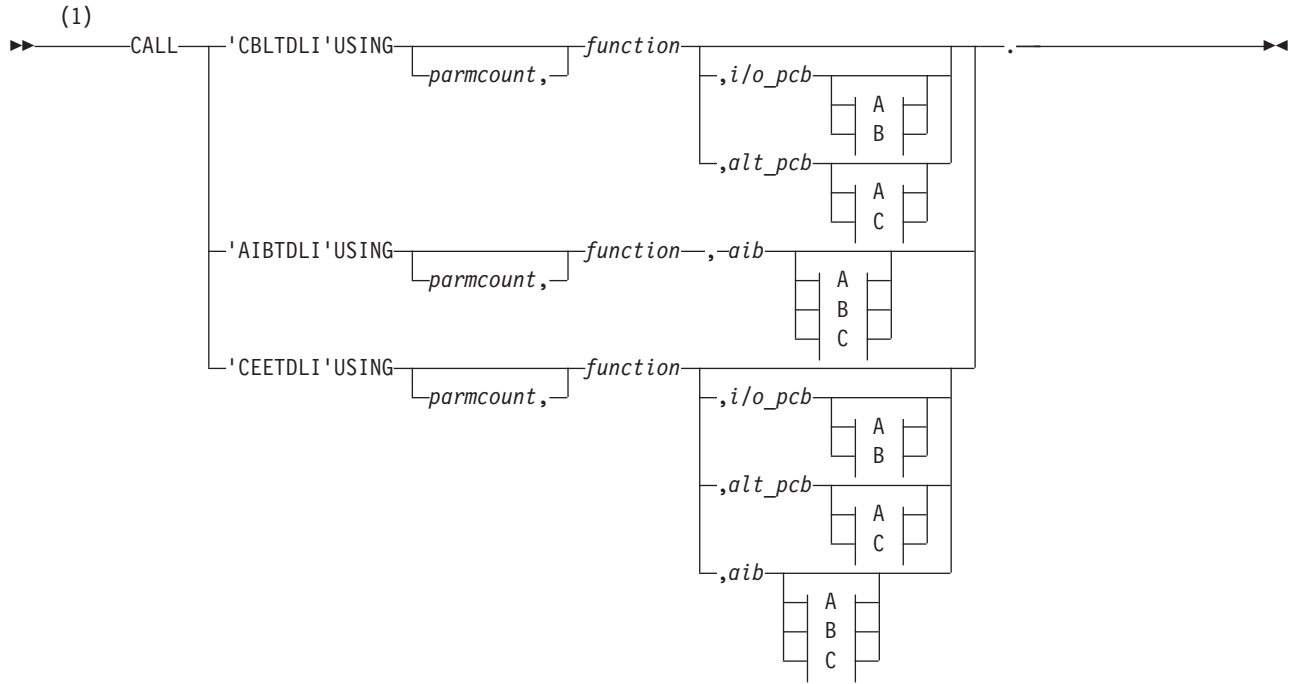 (1)
CALL 'CBLTDLI'USING function .
parmcount, ,i/o_pcb
A
B
,alt_pcb
A
C
'AIBTDLI'USING function , aib
parmcount, A
B
C
'CEETDLI'USING function
parmcount, ,i/o_pcb
A
B
,alt_pcb
A
C
,aib
A
B
C